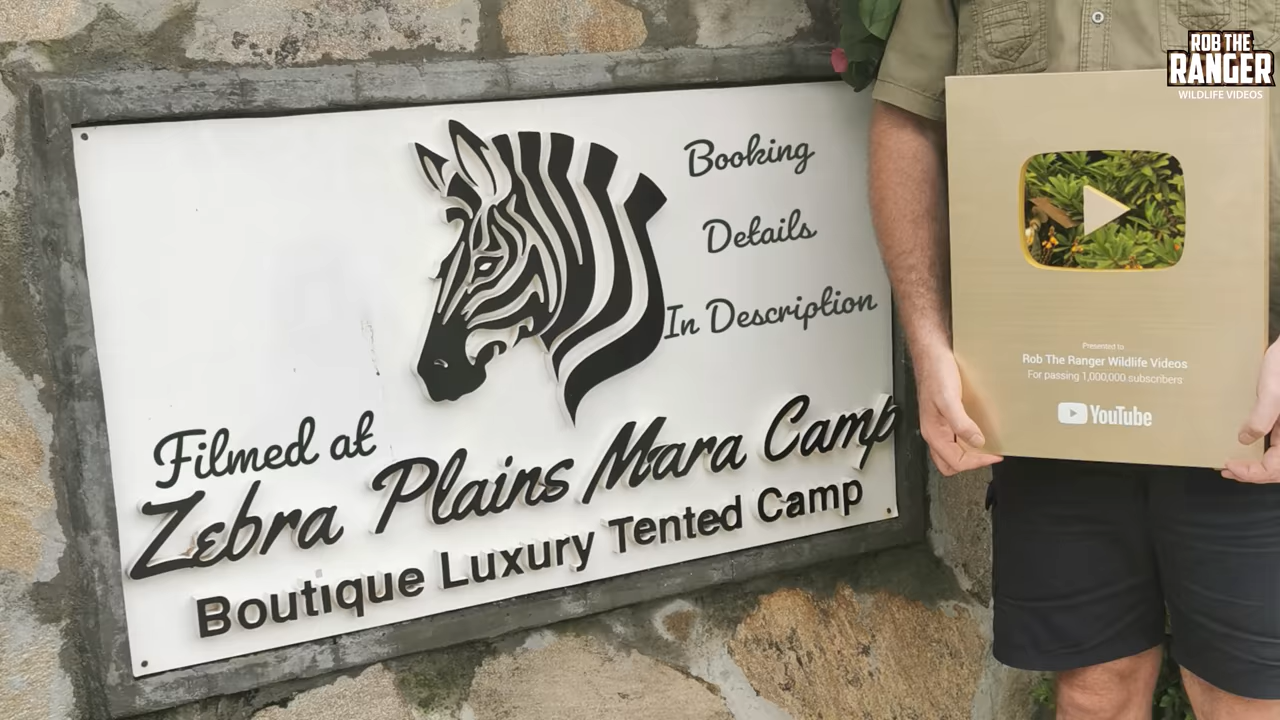 Booking
Details
In Description
Filmed at
Zebra Plains Mara Camp
Boutique Luxury Tented Camp
ROB THE
RANGER
WILDLIFE VIDEOS
Presented to
Rob The Ranger Wildlife Videos
For passing 1,000,000 subscribers
YouTube